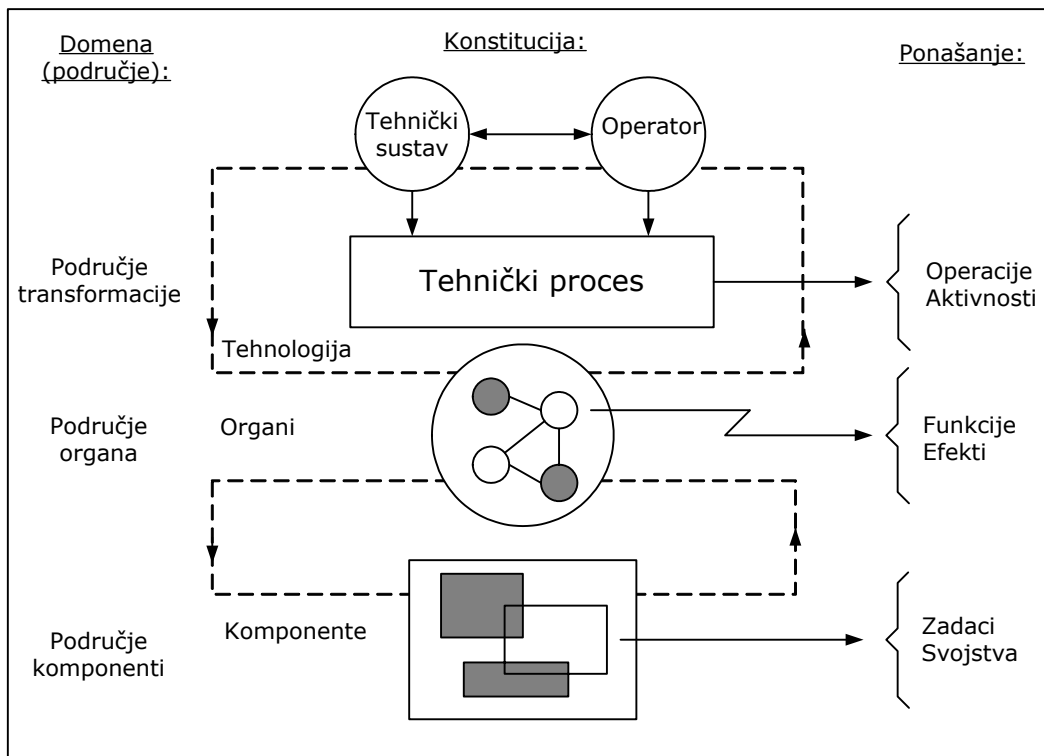 Domena
(područje):
Konstitucija:
Ponašanje:
Tehnički
sustav
Operator
Područje
transformacije
Tehnički proces
Operacije
Aktivnosti
Tehnologija
Područje
organa
Organi
Funkcije
Efekti
Područje
komponenti
Komponente
Zadaci
Svojstva